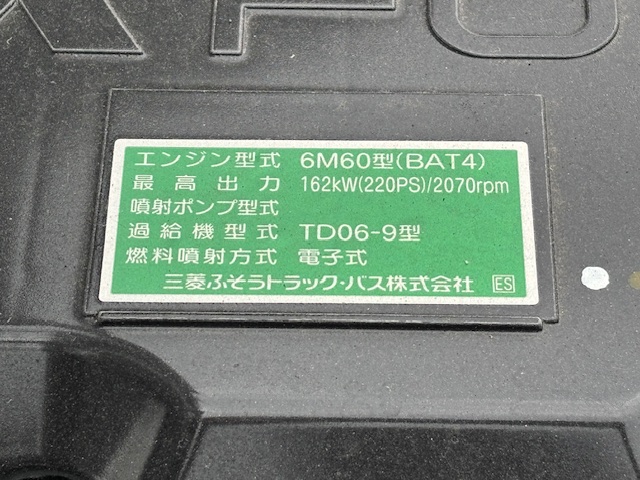 エンジン型式 6M60型(BAT4)
最高出力 162kW(220PS)/2070rpm
噴射ポンプ型式
過給機型式 TD06-9型
燃料噴射方式 電子式
三菱ふそうトラック・バス株式会社 ES